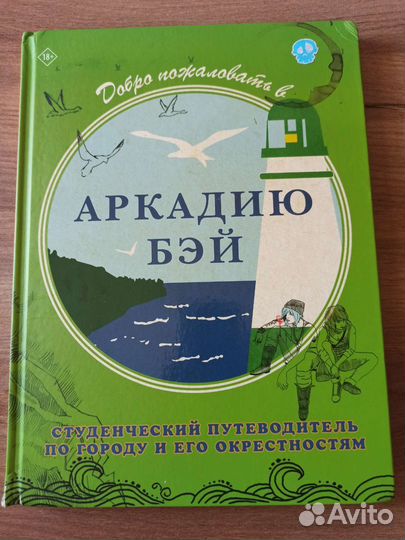 18+
Добро пожаловать в
АРКАДИЮ
БЭЙ
СТУДЕНЧЕСКИЙ ПУТЕВОДИТЕЛЬ
ПО ГОРОДУ И ЕГО ОКРЕСТНОСТЯМ
Avito